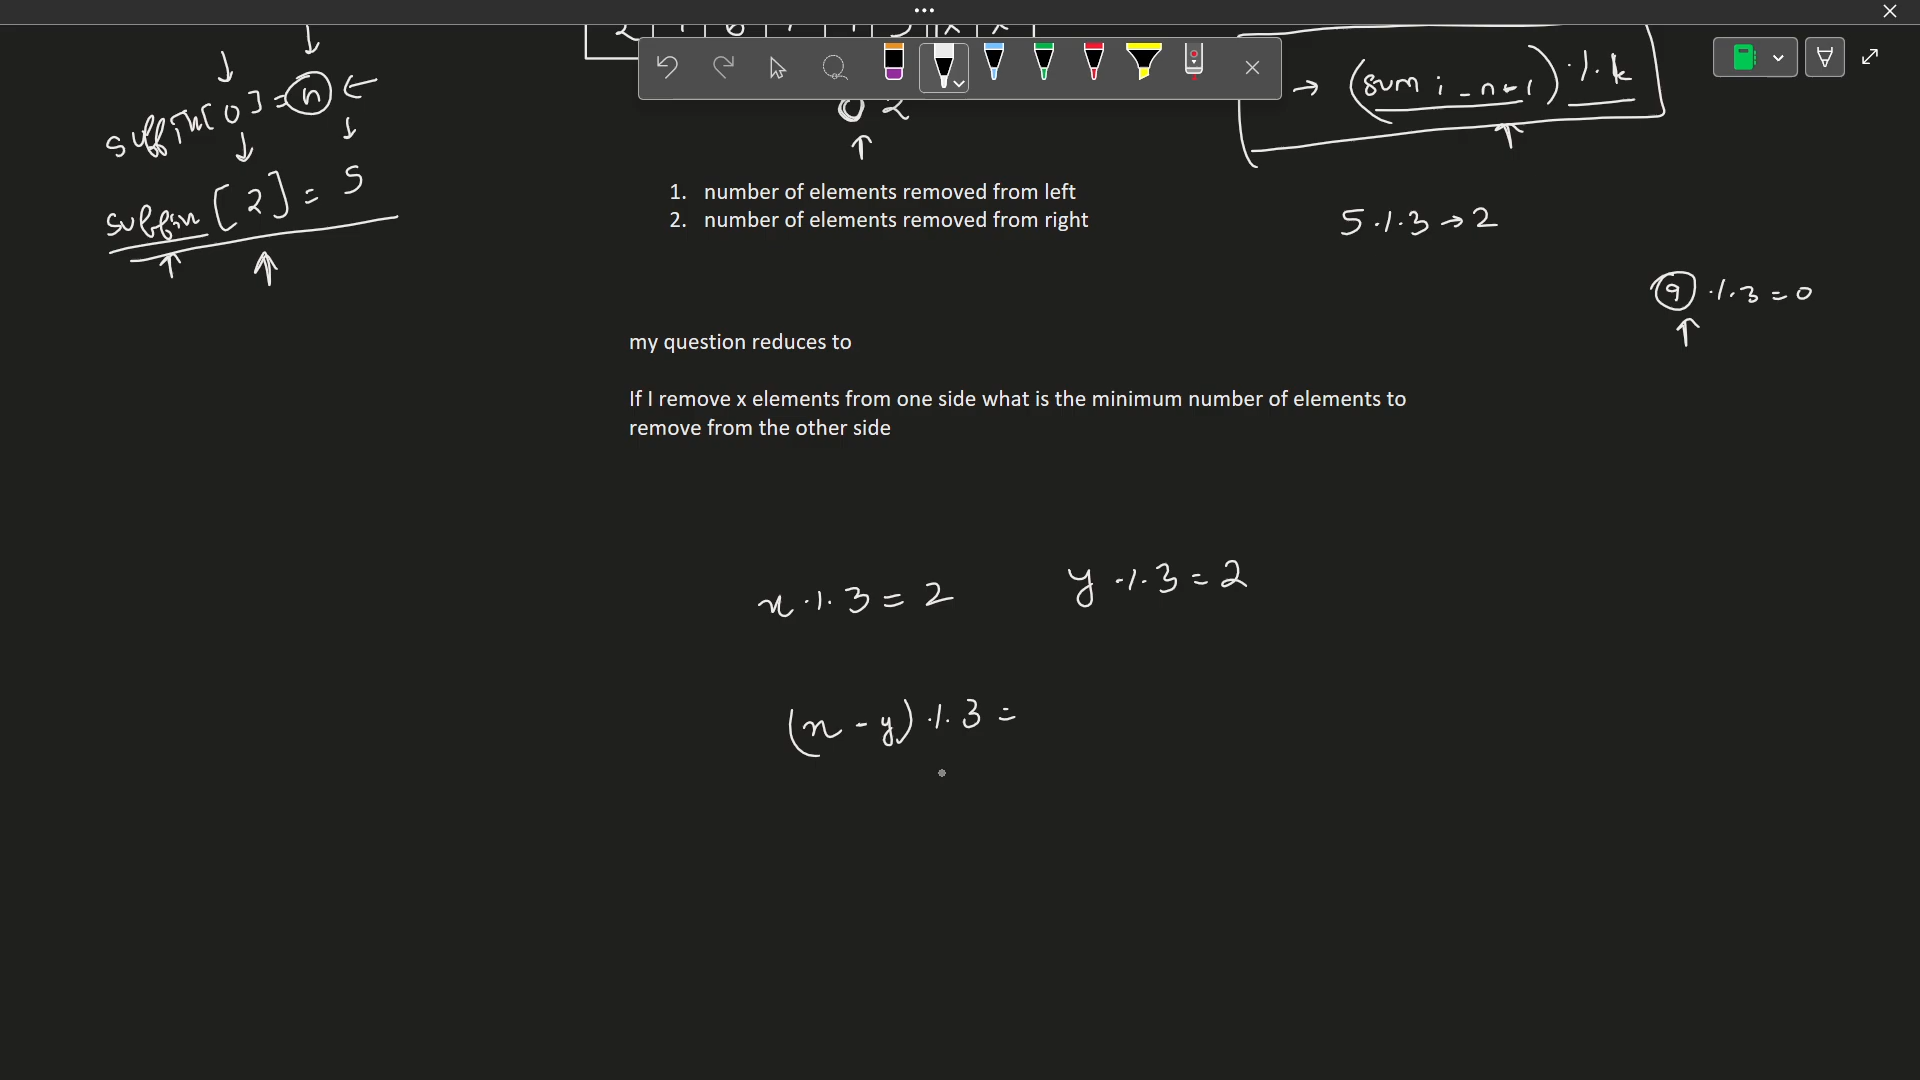 suffix[0] = n
suffix[2] = 5
2
→ (sum i - n-1) % k
1. number of elements removed from left
2. number of elements removed from right
5 % 3 → 2
9 % 3 = 0
my question reduces to
If I remove x elements from one side what is the minimum number of elements to
remove from the other side
x % 3 = 2
y % 3 = 2
(x - y) % 3 =